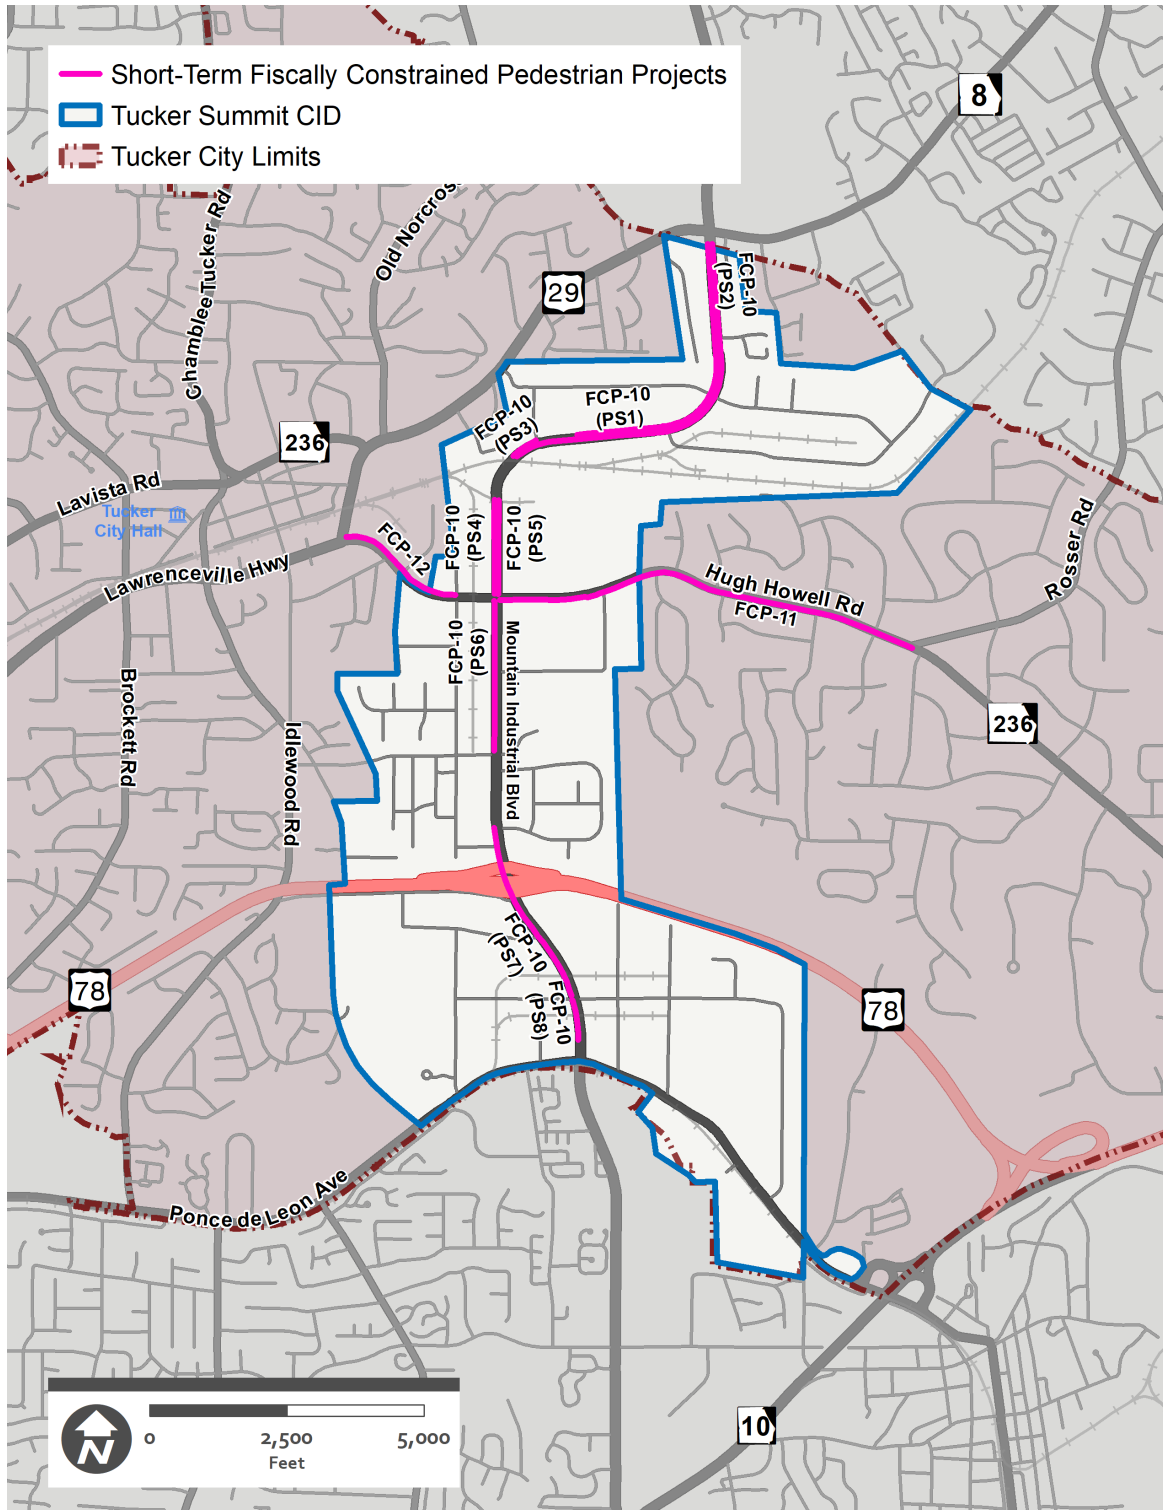 Short-Term Fiscally Constrained Pedestrian Projects
Tucker Summit CID
Tucker City Limits
8
Chamblee Tucker Rd
Old Norcros
29
FCP-10
(PS2)
FCP-10
(PS1)
FCP-10
(PS3)
236
Lavista Rd
Tucker
City Hall
FCP-12
FCP-10
(PS4)
FCP-10
(PS5)
Lawrenceville Hwy
Hugh Howell Rd
FCP-11
Rosser Rd
FCP-10
(PS6)
Mountain Industrial Blvd
Brockett Rd
Idlewood Rd
236
78
FCP-10
(PS7)
FCP-10
(PS8)
78
Ponce de Leon Ave
10
N
0
2,500
5,000
Feet